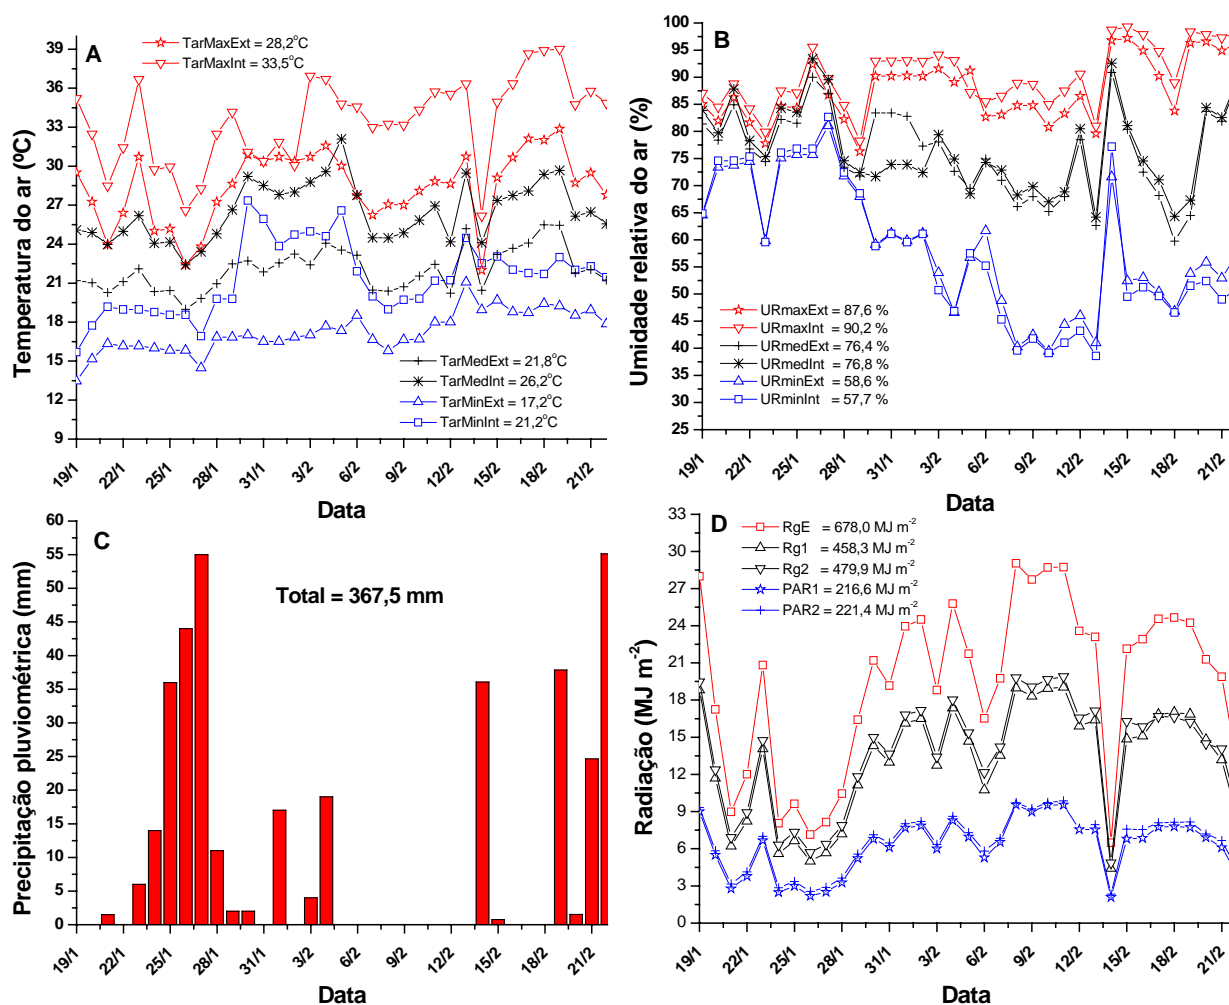 A
TarMaxExt = 28,2°C
TarMaxInt = 33,5°C
Temperatura do ar (ºC)
39
36
33
30
27
24
21
18
15
12
9
TarMedExt = 21,8°C
TarMedInt = 26,2°C
TarMinExt = 17,2°C
TarMinInt = 21,2°C
19/1 22/1 25/1 28/1 31/1 3/2 6/2 9/2 12/2 15/2 18/2 21/2
Data
B
Umidade relativa do ar (%)
100
95
90
85
80
75
70
65
60
55
50
45
40
35
30
25
URmaxExt = 87,6 %
URmaxInt = 90,2 %
URmedExt = 76,4 %
URmedInt = 76,8 %
URminExt = 58,6 %
URminInt = 57,7 %
19/1 22/1 25/1 28/1 31/1 3/2 6/2 9/2 12/2 15/2 18/2 21/2
Data
C
Precipitação pluviométrica (mm)
60
55
50
45
40
35
30
25
20
15
10
5
0
Total = 367,5 mm
19/1 22/1 25/1 28/1 31/1 3/2 6/2 9/2 12/2 15/2 18/2 21/2
Data
D
Radiação (MJ m-2)
33
30
27
24
21
18
15
12
9
6
3
0
RgE = 678,0 MJ m-2
Rg1 = 458,3 MJ m-2
Rg2 = 479,9 MJ m-2
PAR1 = 216,6 MJ m-2
PAR2 = 221,4 MJ m-2
19/1 22/1 25/1 28/1 31/1 3/2 6/2 9/2 12/2 15/2 18/2 21/2
Data